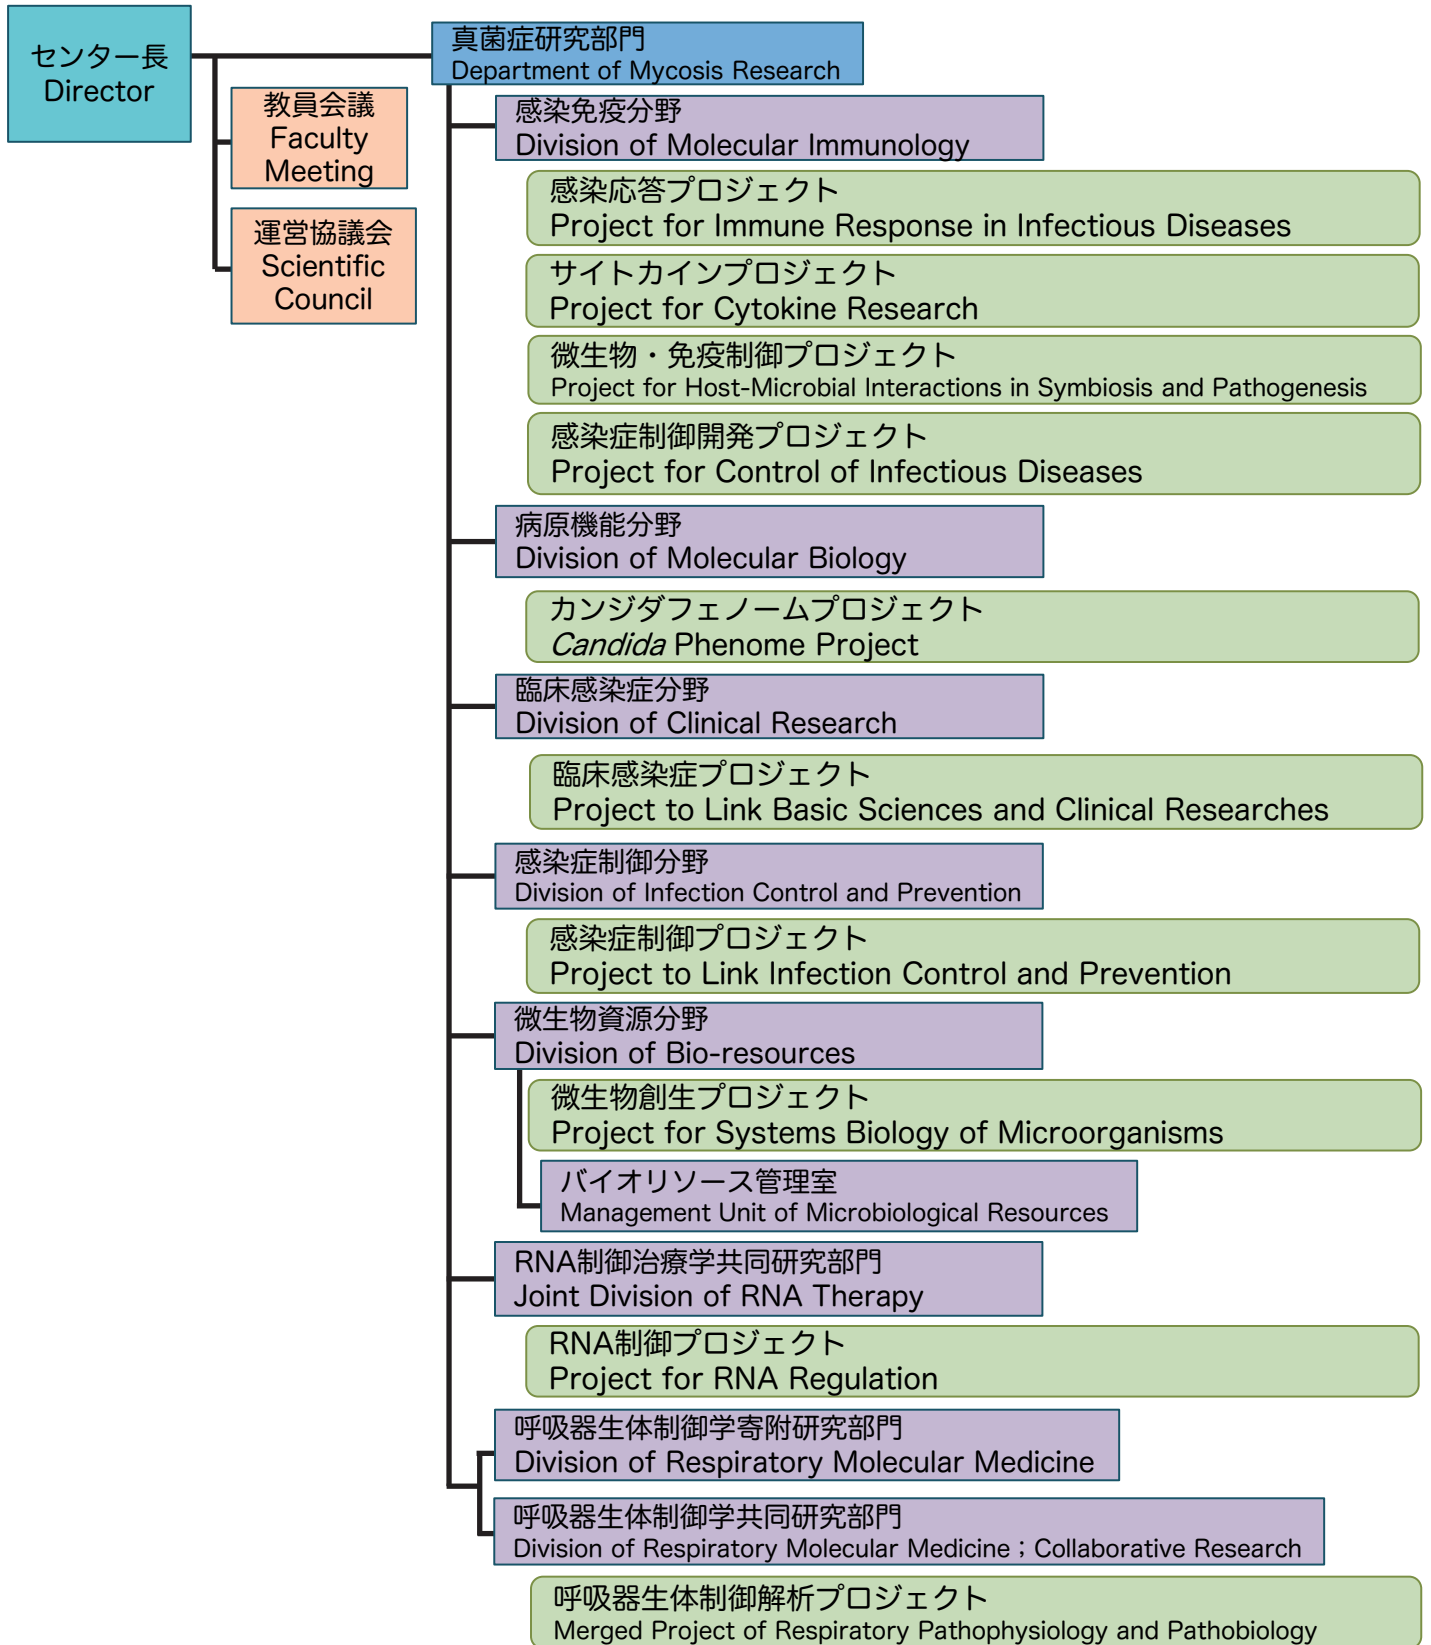 センター長
Director
教員会議
Faculty
Meeting
運営協議会
Scientific
Council
真菌症研究部門
Department of Mycosis Research
感染免疫分野
Division of Molecular Immunology
感染応答プロジェクト
Project for Immune Response in Infectious Diseases
サイトカインプロジェクト
Project for Cytokine Research
微生物・免疫制御プロジェクト
Project for Host-Microbial Interactions in Symbiosis and Pathogenesis
感染症制御開発プロジェクト
Project for Control of Infectious Diseases
病原機能分野
Division of Molecular Biology
カンジダフェノームプロジェクト
Candida Phenome Project
臨床感染症分野
Division of Clinical Research
臨床感染症プロジェクト
Project to Link Basic Sciences and Clinical Researches
感染症制御分野
Division of Infection Control and Prevention
感染症制御プロジェクト
Project to Link Infection Control and Prevention
微生物資源分野
Division of Bio-resources
微生物創生プロジェクト
Project for Systems Biology of Microorganisms
バイオリソース管理室
Management Unit of Microbiological Resources
RNA制御治療学共同研究部門
Joint Division of RNA Therapy
RNA制御プロジェクト
Project for RNA Regulation
呼吸器生体制御学寄附研究部門
Division of Respiratory Molecular Medicine
呼吸器生体制御学共同研究部門
Division of Respiratory Molecular Medicine；Collaborative Research
呼吸器生体制御解析プロジェクト
Merged Project of Respiratory Pathophysiology and Pathobiology